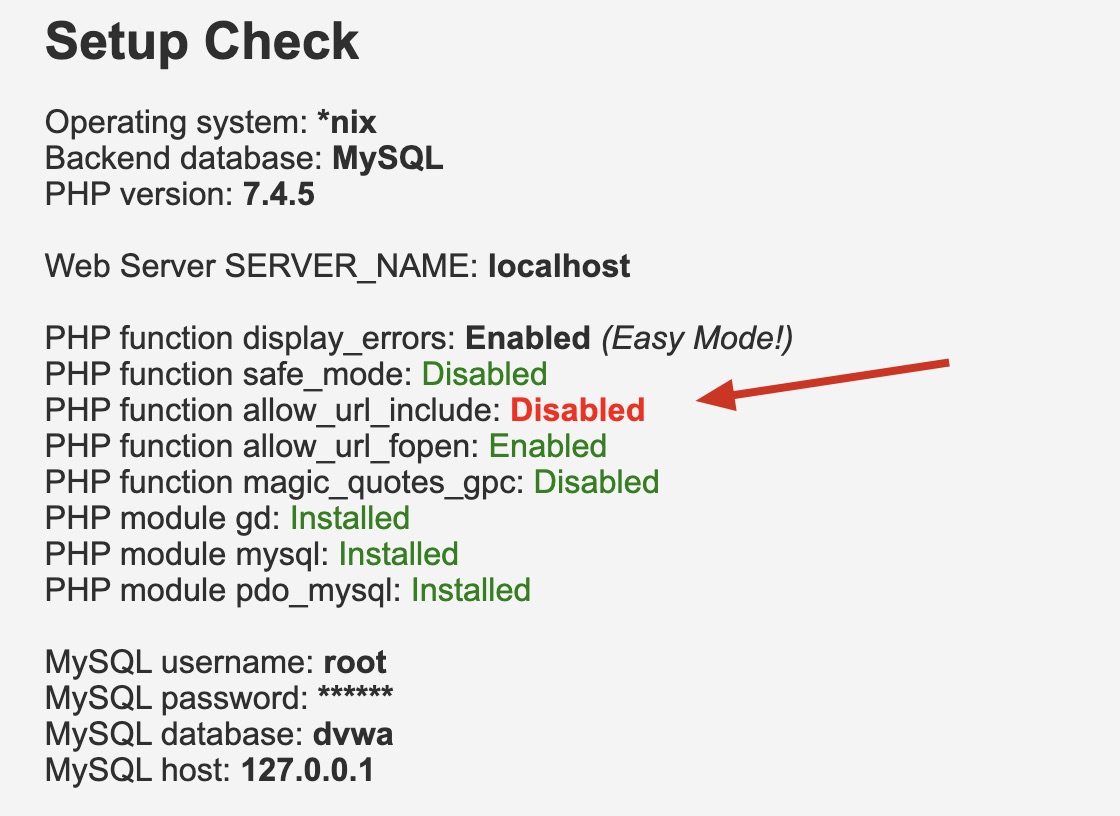 Setup Check
Operating system: *nix
Backend database: MySQL
PHP version: 7.4.5
Web Server SERVER_NAME: localhost
PHP function display_errors: Enabled (Easy Mode!)
PHP function safe_mode: Disabled
PHP function allow_url_include: Disabled
PHP function allow_url_fopen: Enabled
PHP function magic_quotes_gpc: Disabled
PHP module gd: Installed
PHP module mysql: Installed
PHP module pdo_mysql: Installed
MySQL username: root
MySQL password: ******
MySQL database: dvwa
MySQL host: 127.0.0.1